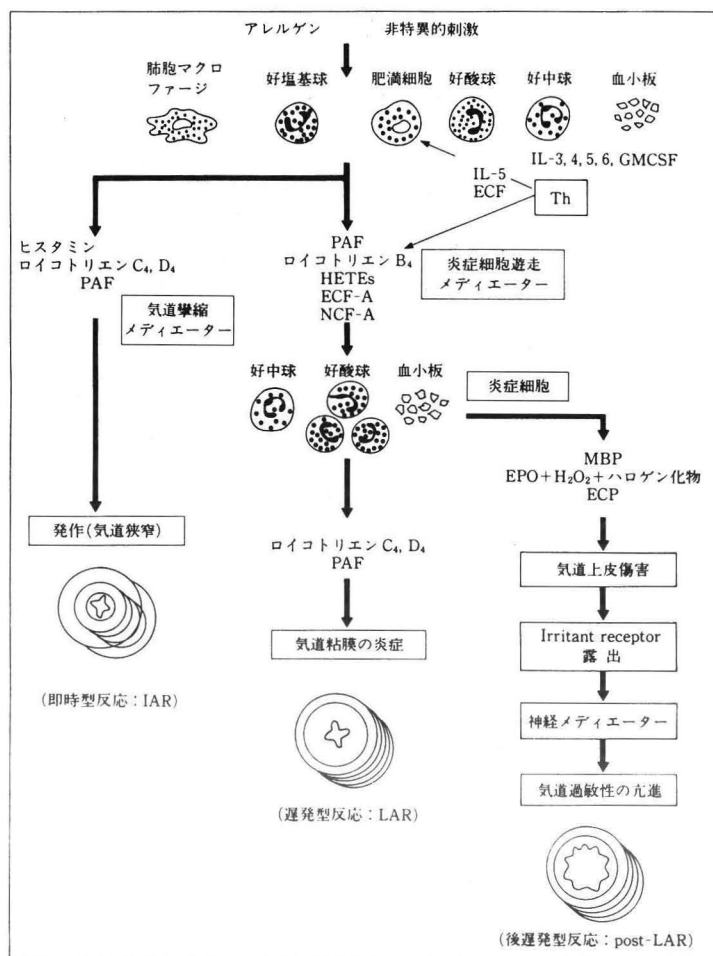 アレルゲン 非特異的刺激
肺胞マクロ
ファージ
好塩基球
肥満細胞
好酸球
好中球
血小板
IL-3, 4, 5, 6, GMCSF
IL-5
ECF
Th
ヒスタミン
ロイコトリエンC₄, D₄
PAF
気道攣縮
メディエーター
PAF
ロイコトリエン B₄
HETEs
ECF-A
NCF-A
炎症細胞遊走
メディエーター
好中球
好酸球
血小板
炎症細胞
MBP
EPO+H₂O₂+ハロゲン化物
ECP
発作(気道狭窄)
(即時型反応:IAR)
ロイコトリエンC₄, D₄
PAF
気道粘膜の炎症
(遅発型反応:LAR)
気道上皮傷害
Irritant receptor
露出
神経メディエーター
気道過敏性の亢進
(後遅発型反応:post-LAR)